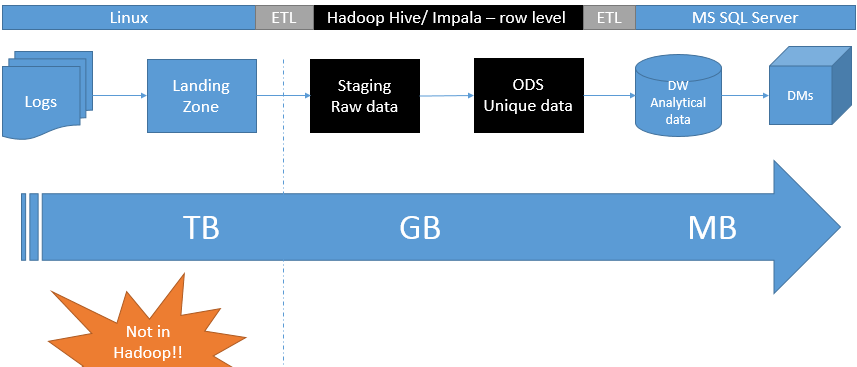 Linux
ETL
Hadoop Hive/ Impala – row level
ETL
MS SQL Server
Logs
Landing
Zone
Staging
Raw data
ODS
Unique data
DW
Analytical
data
DMs
TB
GB
MB
Not in
Hadoop!!